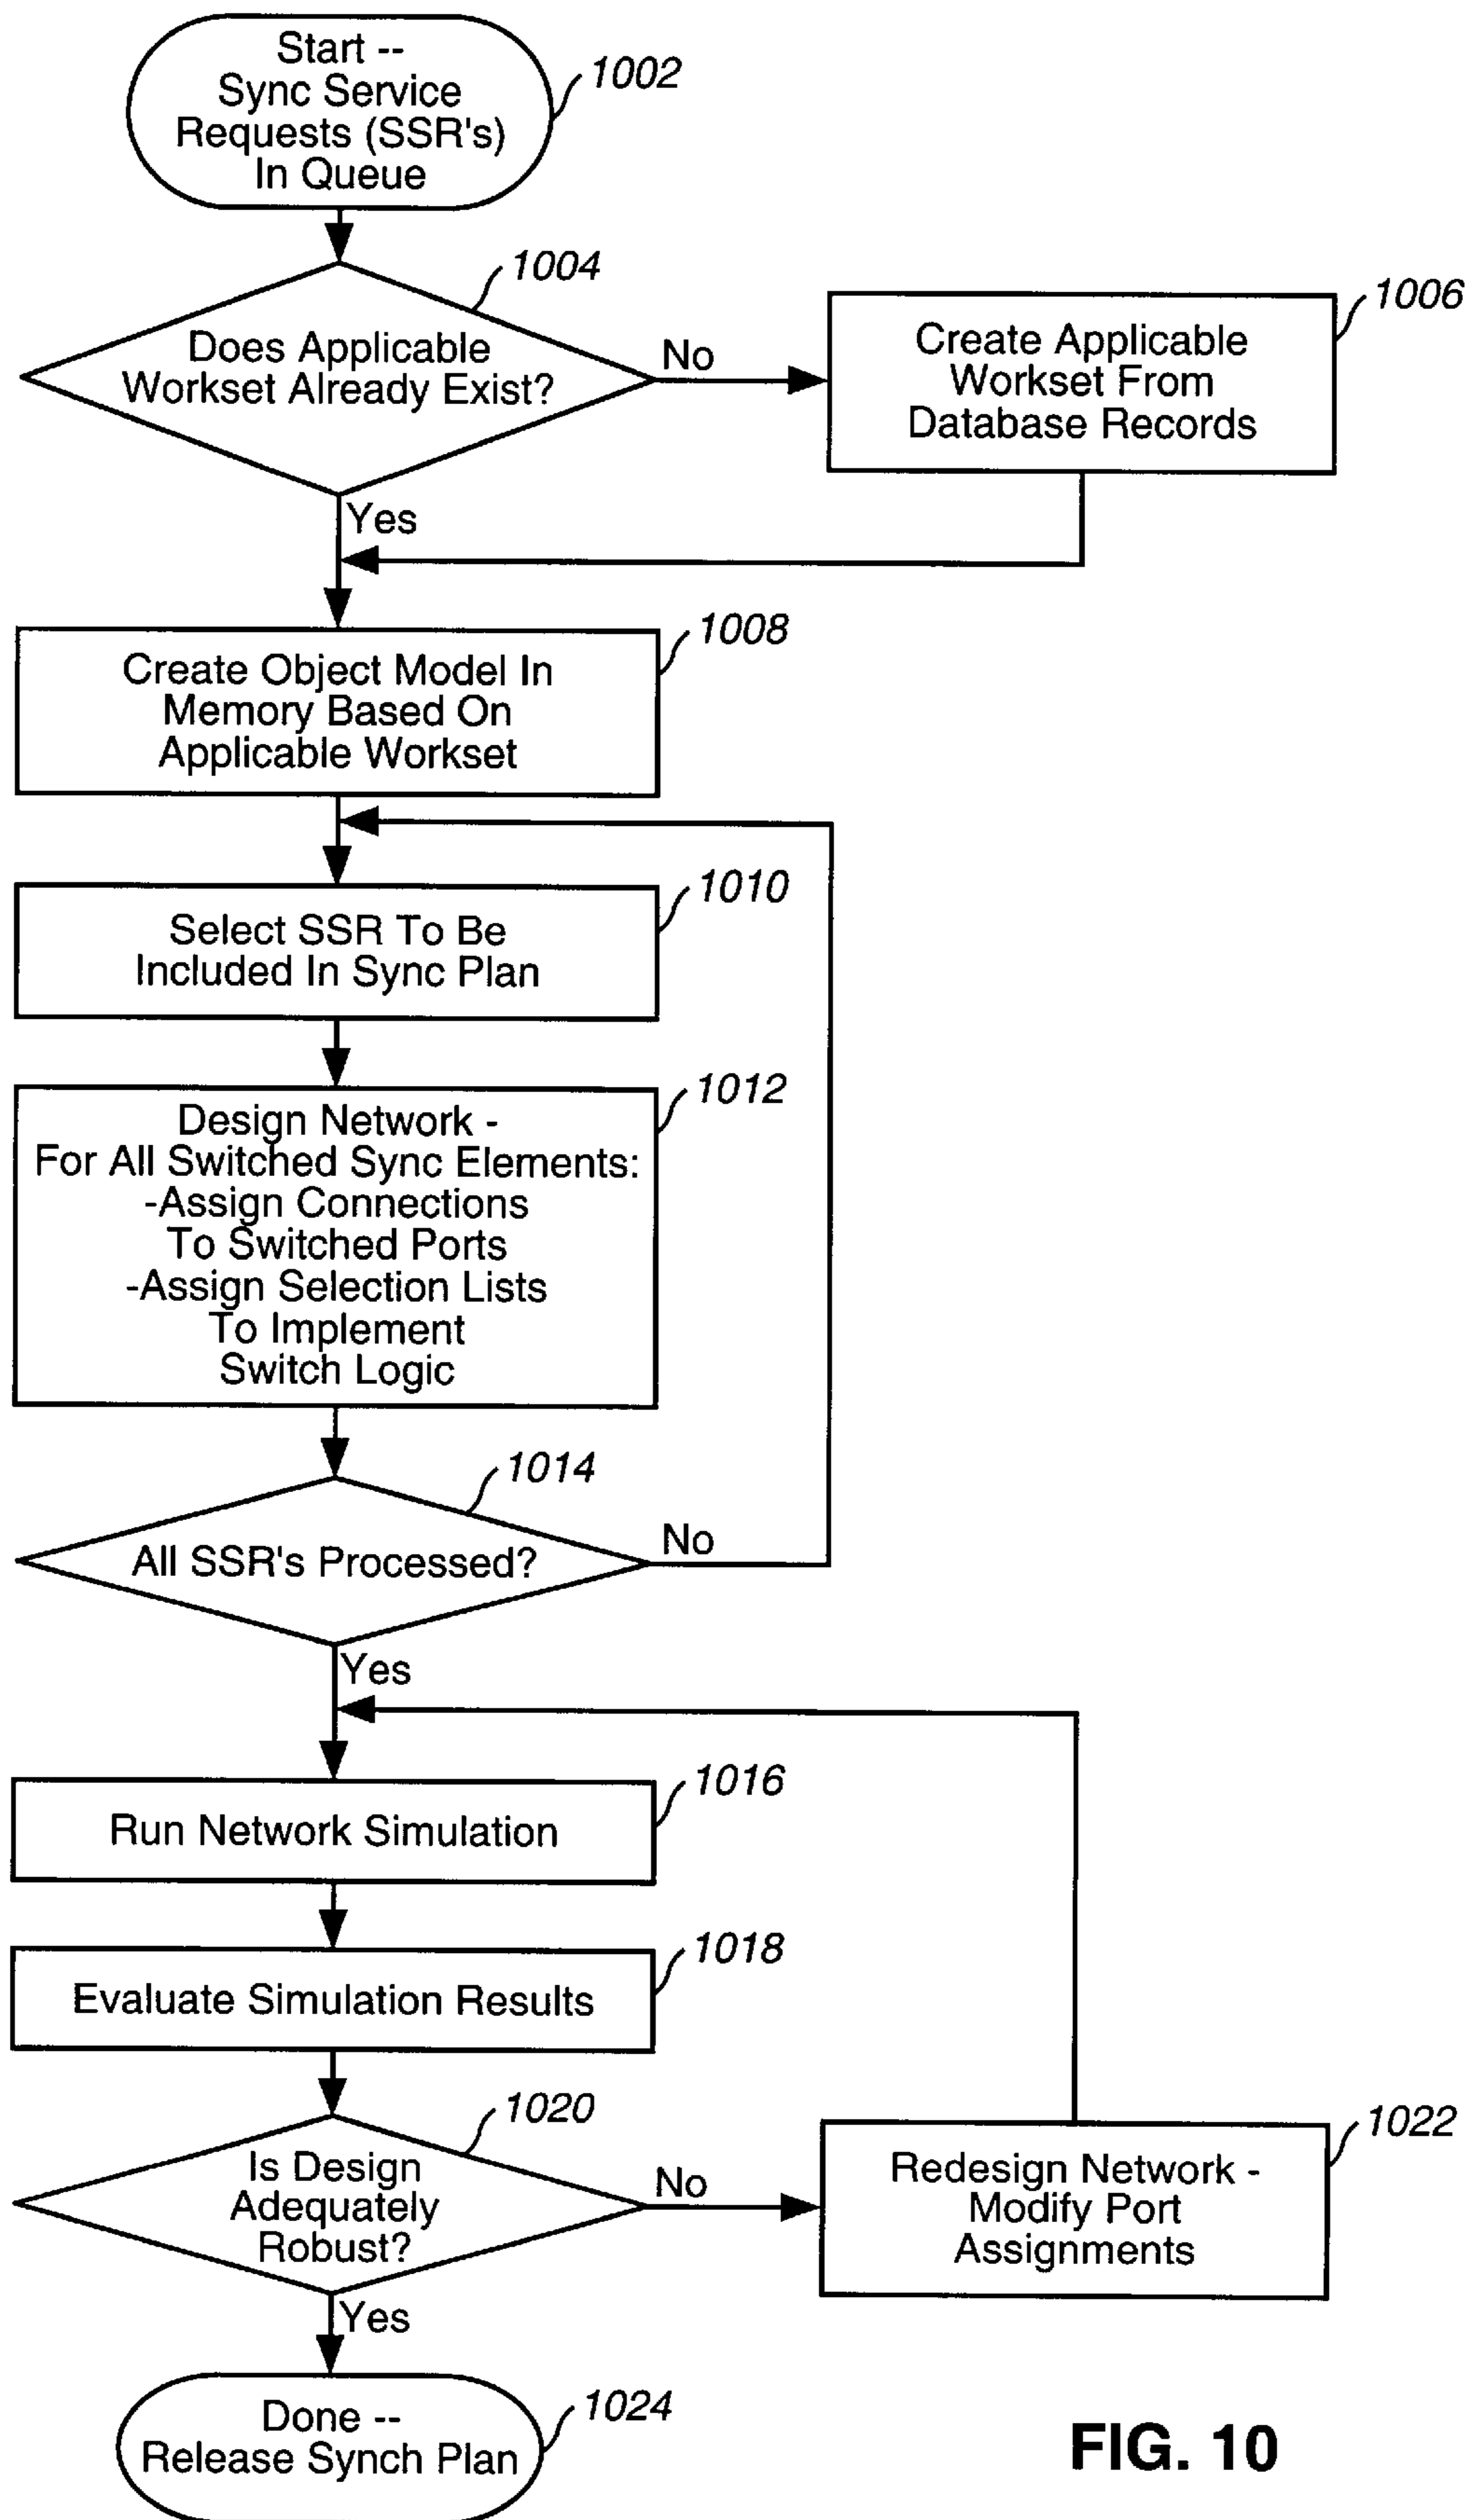 Start --
Sync Service
Requests (SSR's)
In Queue
1002
1004
Does Applicable
Workset Already Exist?
No
Yes
1006
Create Applicable
Workset From
Database Records
1008
Create Object Model In
Memory Based On
Applicable Workset
1010
Select SSR To Be
Included In Sync Plan
1012
Design Network -
For All Switched Sync Elements:
-Assign Connections
To Switched Ports
-Assign Selection Lists
To Implement
Switch Logic
1014
All SSR's Processed?
No
Yes
1016
Run Network Simulation
1018
Evaluate Simulation Results
1020
Is Design
Adequately
Robust?
No
Yes
1022
Redesign Network -
Modify Port
Assignments
Done --
Release Synch Plan
1024
FIG. 10